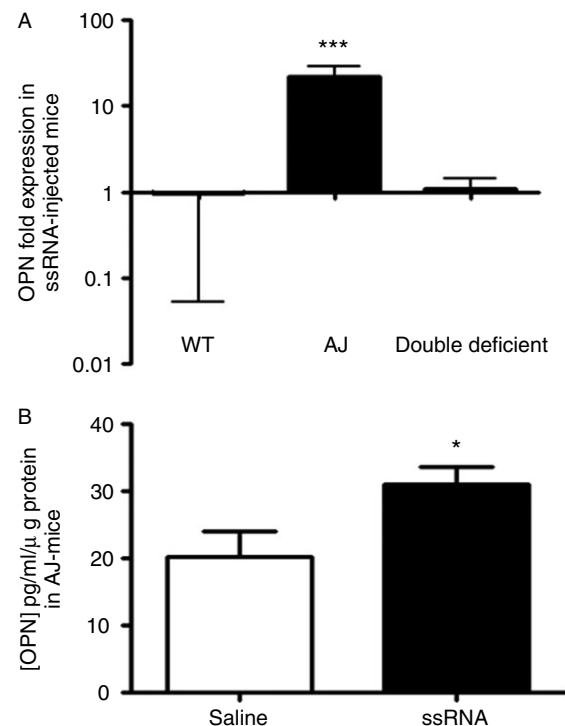 A
OPN fold expression in
ssRNA-injected mice
100
10
1
0.1
0.01
***
WT
AJ
Double deficient
B
[OPN] pg/ml/μ g protein
in AJ-mice
40
30
20
10
0
*
Saline
ssRNA